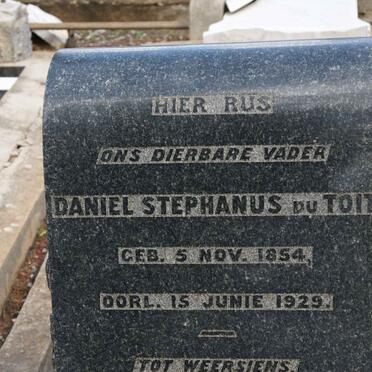 HIER RUS
ONS DIERBARE VADER
DANIEL STEPHANUS DU TOIT
GEB. 5 NOV. 1854,
OORL. 15 JUNIE 1929.
TOT WEERSIENS.